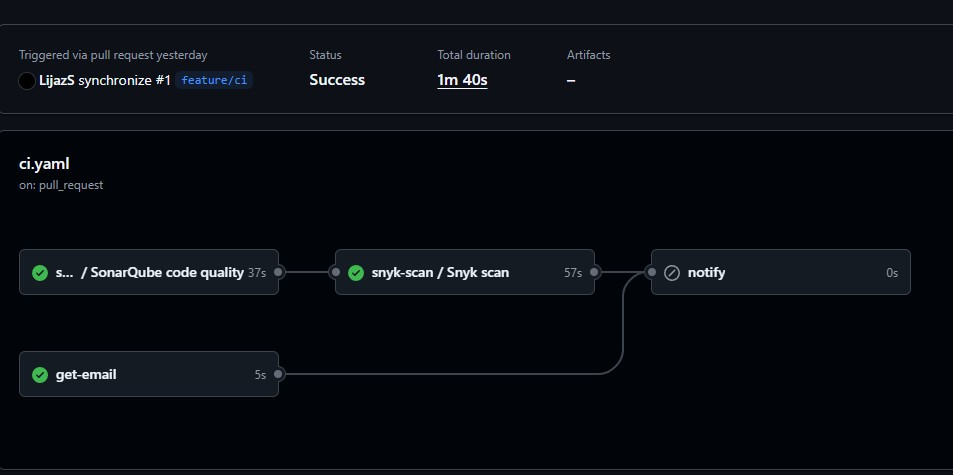 Triggered via pull request yesterday
LijazS synchronize #1 feature/ci
Status
Success
Total duration
1m 40s
Artifacts
–
ci.yaml
on: pull_request
s... / SonarQube code quality 37s
snyk-scan / Snyk scan 57s
notify 0s
get-email 5s